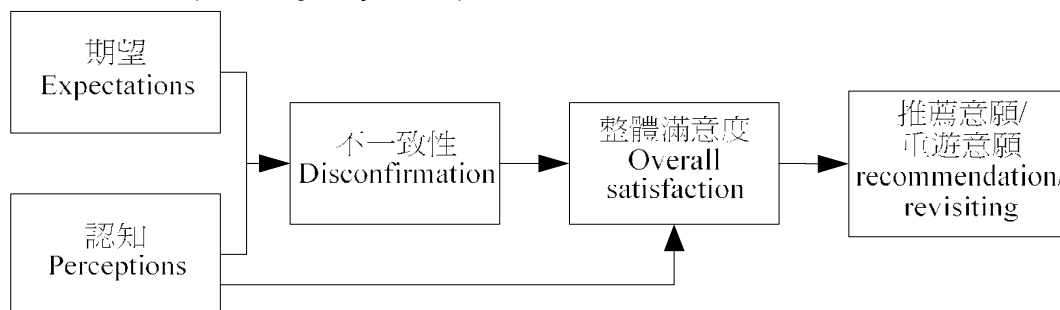 期望
Expectations
不一致性
Disconfirmation
整體滿意度
Overall
satisfaction
推薦意願/
重遊意願
recommendation/
revisiting
認知
Perceptions